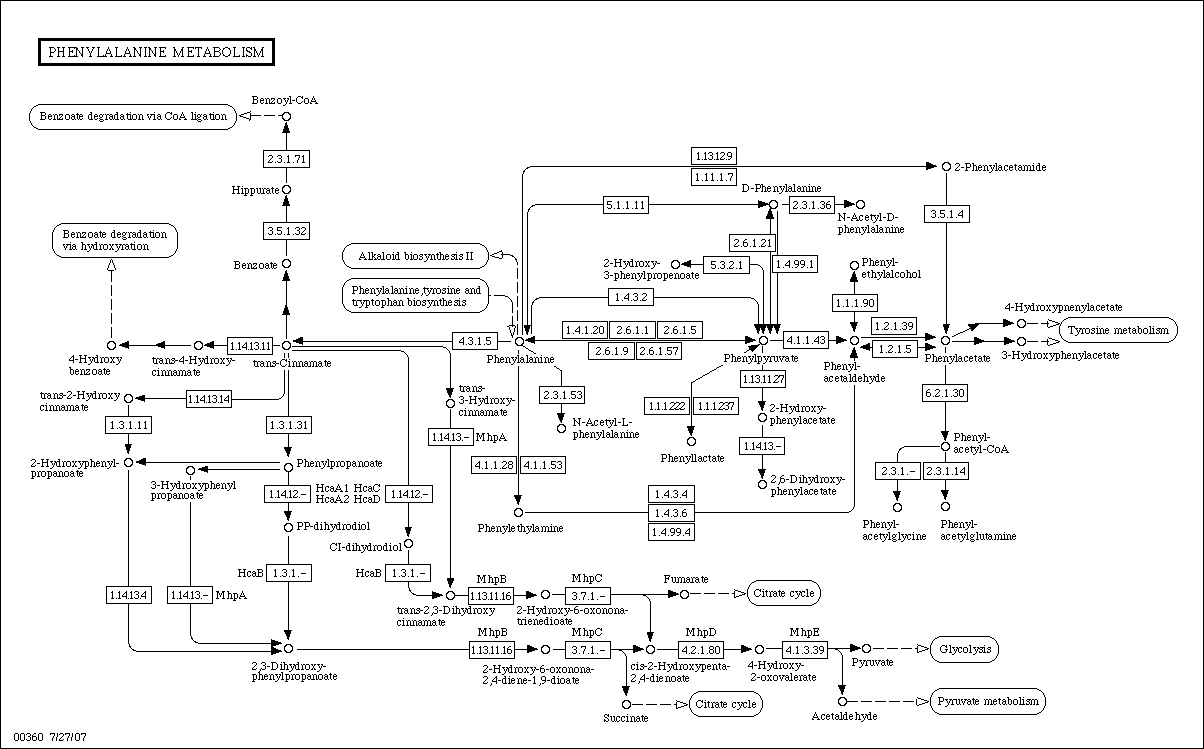 PHENYLALANINE METABOLISM
Benzoyl-CoA
Benzoate degradation via CoA ligation
2.3.1.71
Hippurate
3.5.1.32
Benzoate
Benzoate degradation
via hydroxyration
1.13.12.9
1.11.1.7
2-Phenylacetamide
D-Phenylalanine
5.1.1.11
2.3.1.36
N-Acetyl-D-
phenylalanine
3.5.1.4
2.6.1.21
1.4.99.1
Alkaloid biosynthesis II
2-Hydroxy-
3-phenylpropenoate
5.3.2.1
Phenyl-
ethylalcohol
Phenylalanine,tyrosine and
tryptophan biosynthesis
1.4.3.2
1.1.1.90
4-Hydroxypnenylacetate
1.4.1.20
2.6.1.1
2.6.1.5
1.2.1.39
Tyrosine metabolism
1.14.13.11
4.3.1.5
4.1.1.43
2.6.1.9
2.6.1.57
1.2.1.5
3-Hydroxyphenylacetate
4-Hydroxy
benzoate
trans-4-Hydroxy-
cinnamate
trans-Cinnamate
Phenylalanine
Phenylpyruvate
Phenyl-
acetaldehyde
Phenylacetate
1.13.11.27
trans-2-Hydroxy
cinnamate
1.14.13.14
trans-
3-Hydroxy-
cinnamate
2.3.1.53
6.2.1.30
1.1.1.222
1.1.1.237
2-Hydroxy-
phenylacetate
1.3.1.11
1.3.1.31
1.14.13.-
MhpA
N-Acetyl-L-
phenylalanine
1.14.13.-
Phenyl-
acetyl-CoA
Phenyllactate
2-Hydroxyphenyl-
propanoate
Phenylpropanoate
4.1.1.28
4.1.1.53
2.3.1.-
2.3.1.14
3-Hydroxyphenyl
propanoate
1.14.12.-
HcaA1 HcaC
HcaA2 HcaD
1.14.12.-
2,6-Dihydroxy-
phenylacetate
1.4.3.4
1.4.3.6
1.4.99.4
PP-dihydrodiol
Phenylethylamine
Phenyl-
acetylglycine
Phenyl-
acetylglutamine
CI-dihydrodiol
HcaB
1.3.1.-
HcaB
1.3.1.-
MhpB
MhpC
Fumarate
1.14.13.4
1.14.13.-
MhpA
1.13.11.16
3.7.1.-
Citrate cycle
trans-2,3-Dihydroxy
cinnamate
2-Hydroxy-6-oxonona-
trienedioate
MhpB
MhpC
MhpD
MhpE
1.13.11.16
3.7.1.-
4.2.1.80
4.1.3.39
Glycolysis
Pyruvate
2,3-Dihydroxy-
phenylpropanoate
2-Hydroxy-6-oxonona-
2,4-diene-1,9-dioate
cis-2-Hydroxypenta-
2,4-dienoate
4-Hydroxy-
2-oxovalerate
Citrate cycle
Pyruvate metabolism
Succinate
Acetaldehyde
00360 7/27/07